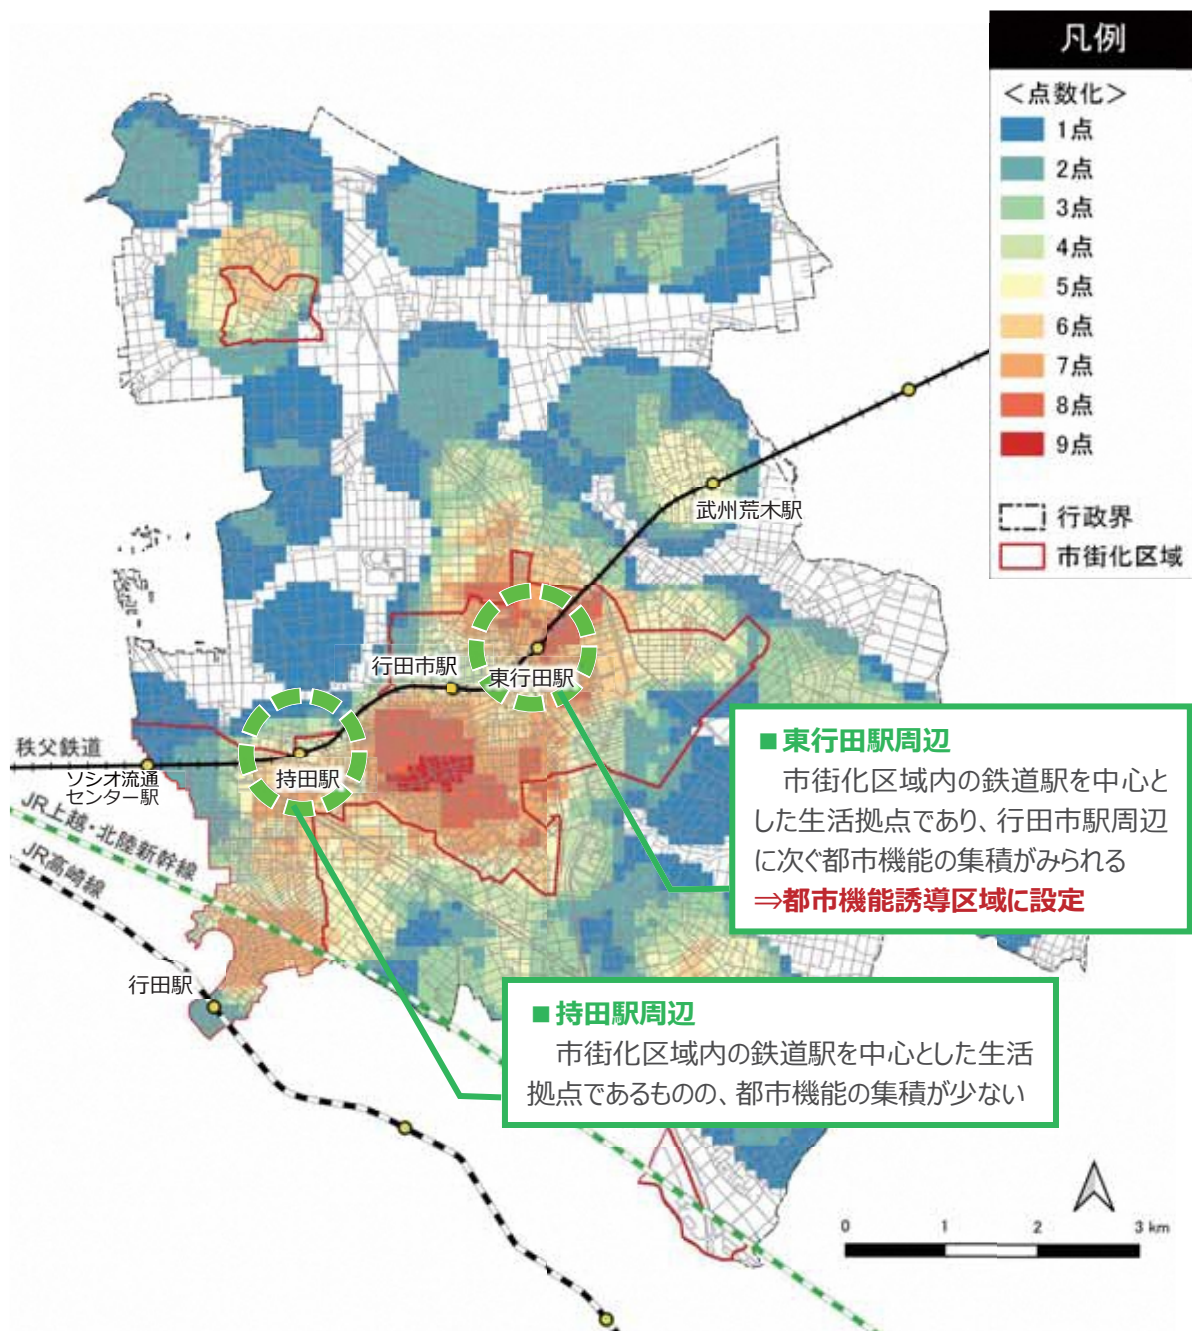 凡例
＜点数化＞
1点
2点
3点
4点
5点
6点
7点
8点
9点
行政界
市街化区域
武州荒木駅
行田市駅
東行田駅
秩父鉄道
ソシオ流通
センター駅
持田駅
JR上越・北陸新幹線
JR高崎線
行田駅
■東行田駅周辺
市街化区域内の鉄道駅を中心と
した生活拠点であり、行田市駅周辺
に次ぐ都市機能の集積がみられる
⇒都市機能誘導区域に設定
■持田駅周辺
市街化区域内の鉄道駅を中心とした生活
拠点であるものの、都市機能の集積が少ない
0 1 2 3 km